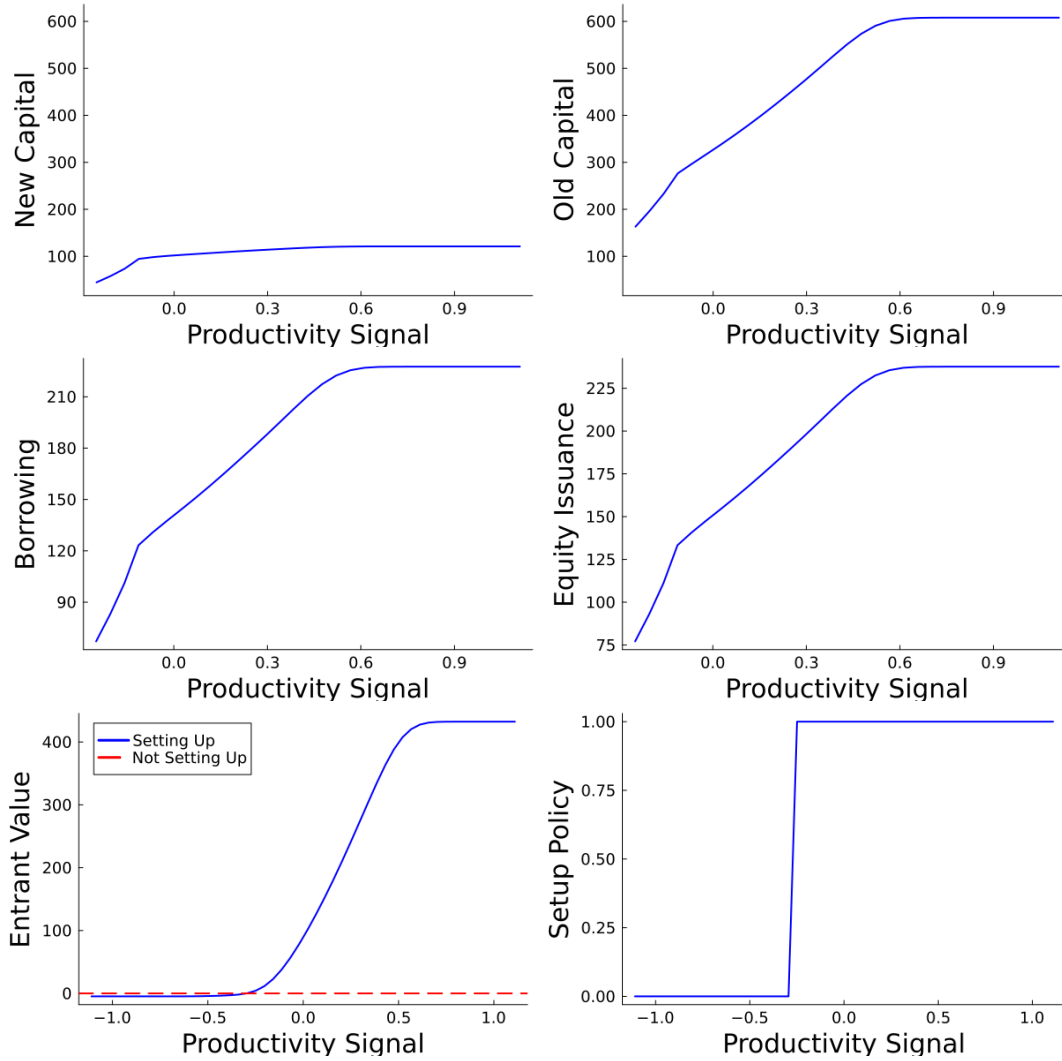 600
500
400
300
200
100
New Capital
0.0 0.3 0.6 0.9
Productivity Signal
600
500
400
300
200
100
Old Capital
0.0 0.3 0.6 0.9
Productivity Signal
210
180
150
120
90
Borrowing
0.0 0.3 0.6 0.9
Productivity Signal
225
200
175
150
125
100
75
Equity Issuance
0.0 0.3 0.6 0.9
Productivity Signal
400
300
200
100
0
Entrant Value
Setting Up
Not Setting Up
−1.0 −0.5 0.0 0.5 1.0
Productivity Signal
1.00
0.75
0.50
0.25
0.00
Setup Policy
−1.0 −0.5 0.0 0.5 1.0
Productivity Signal